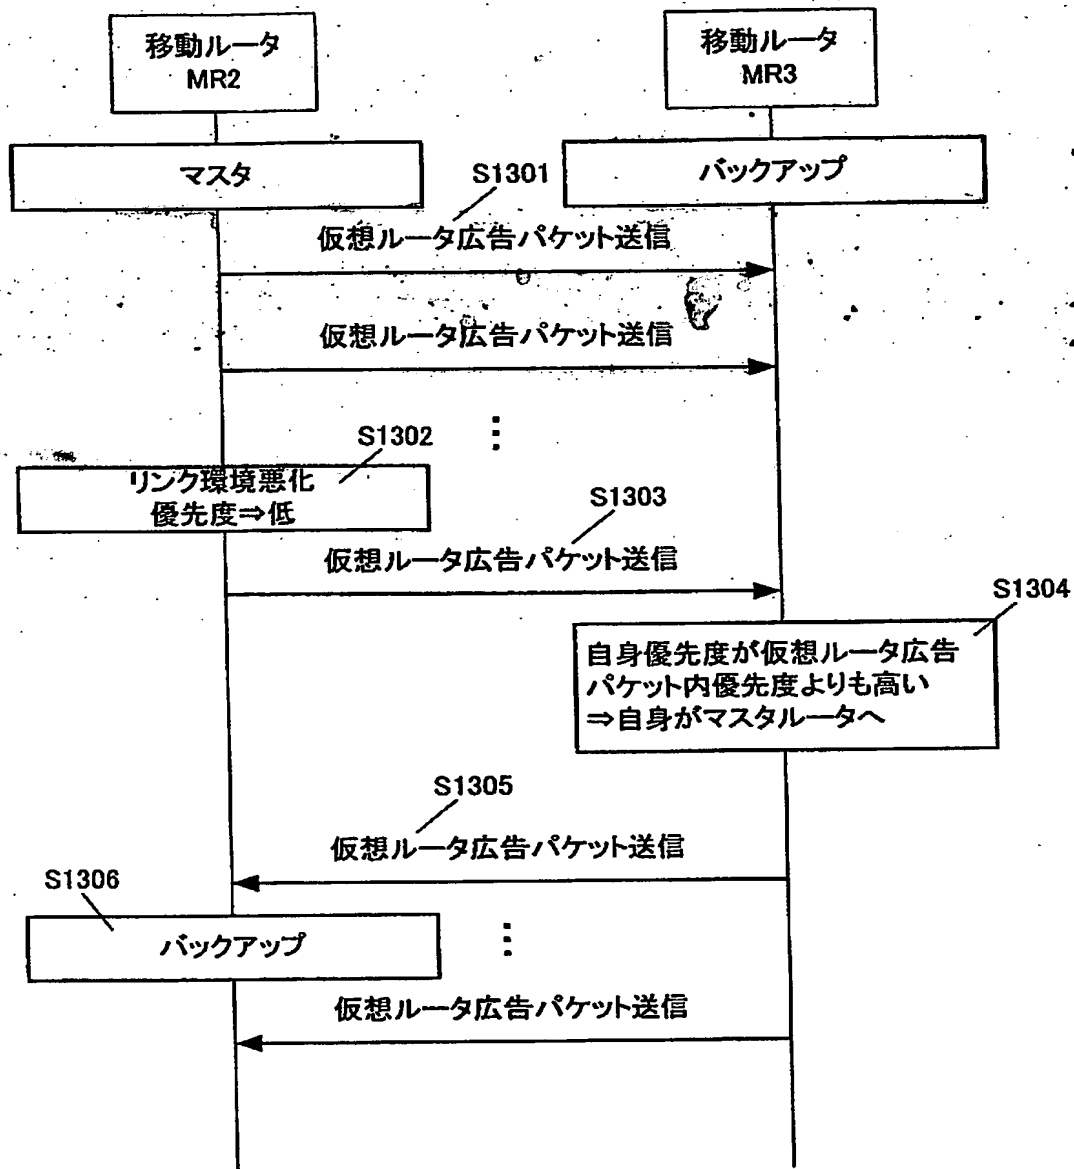 移動ルータ
MR2
移動ルータ
MR3
マスタ
バックアップ
S1301
仮想ルータ広告パケット送信
仮想ルータ広告パケット送信
S1302
リンク環境悪化
優先度⇒低
S1303
仮想ルータ広告パケット送信
S1304
自身優先度が仮想ルータ広告
パケット内優先度よりも高い
⇒自身がマスタルータへ
S1305
仮想ルータ広告パケット送信
S1306
バックアップ
仮想ルータ広告パケット送信